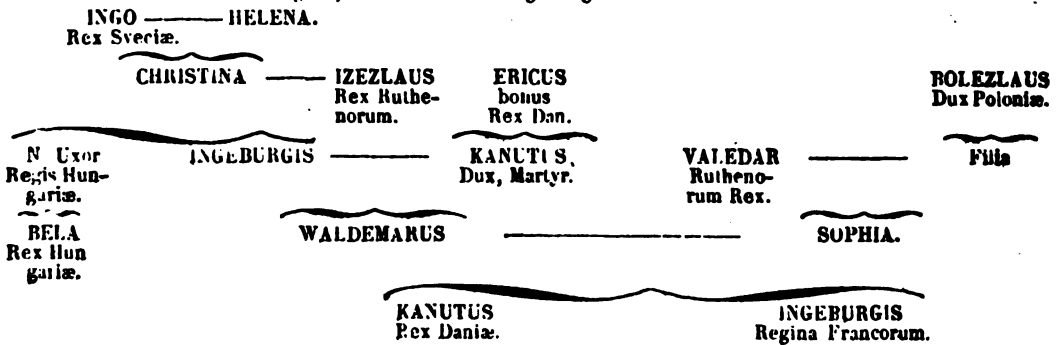 INGO HELENA.
Rex Sveciæ.
CHRISTINA IZEZLAUS ERICUS BOLEZLAUS
Rex Ruthe- bonus Dux Poloniæ.
norum. Rex Dan.
N Uxor INGEBURGIS KANUTUS, VALEDAR Filia
Regis Hun- Dux, Martyr. Rutheno-
gariæ. rum Rex.
BELA WALDEMARUS SOPHIA.
Rex Hun
gariæ.
KANUTUS INGEBURGIS
Rex Daniæ. Regina Francorum.